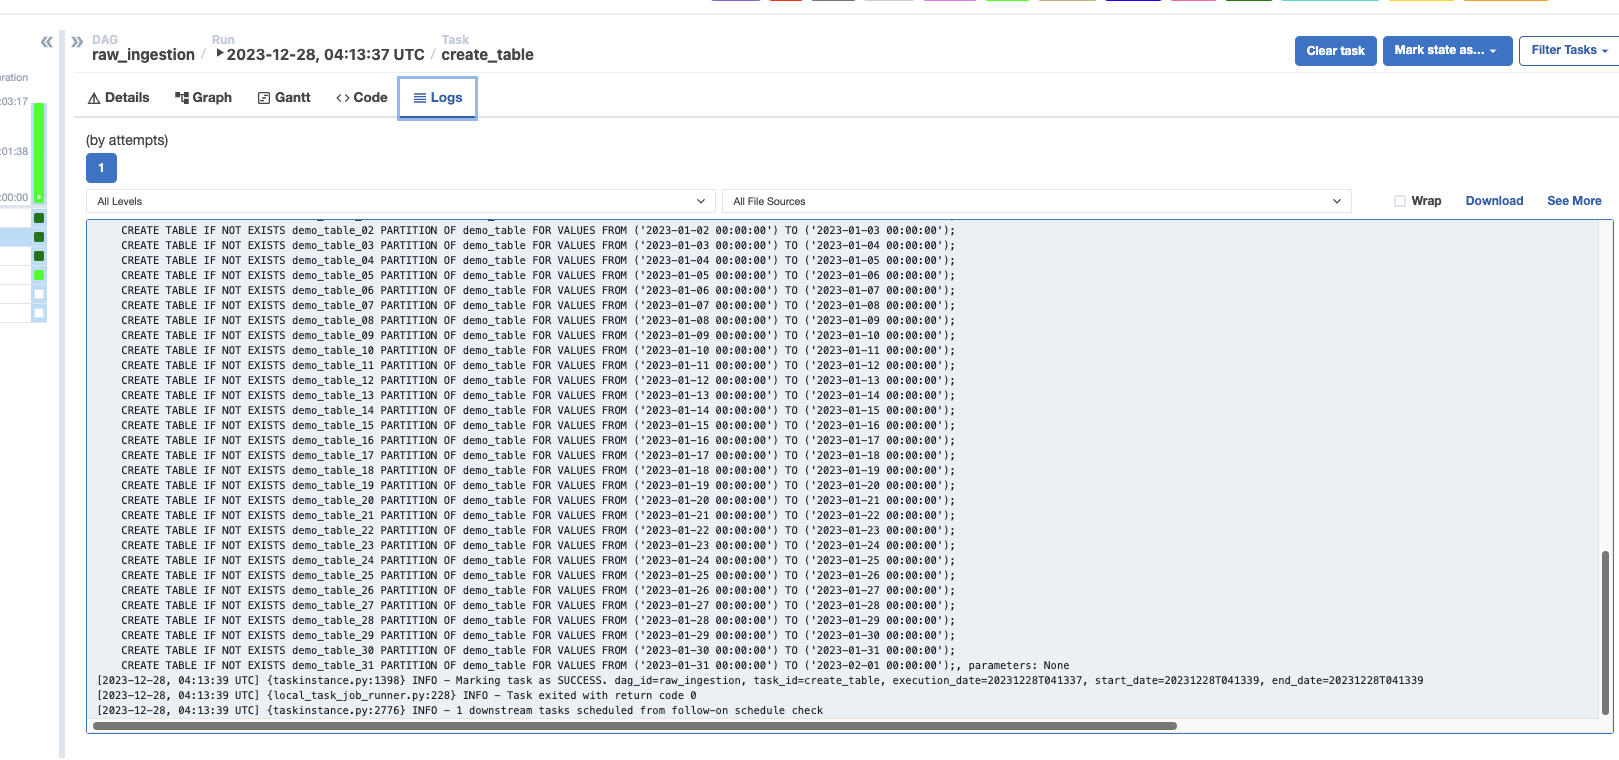 DAG Run Task
raw_ingestion / 2023-12-28, 04:13:37 UTC / create_table
Clear task Mark state as... Filter Tasks
uration
:03:17
:01:38
:00:00
Details Graph Gantt Code Logs
(by attempts)
1
All Levels All File Sources Wrap Download See More
CREATE TABLE IF NOT EXISTS demo_table_02 PARTITION OF demo_table FOR VALUES FROM ('2023-01-02 00:00:00') TO ('2023-01-03 00:00:00');
CREATE TABLE IF NOT EXISTS demo_table_03 PARTITION OF demo_table FOR VALUES FROM ('2023-01-03 00:00:00') TO ('2023-01-04 00:00:00');
CREATE TABLE IF NOT EXISTS demo_table_04 PARTITION OF demo_table FOR VALUES FROM ('2023-01-04 00:00:00') TO ('2023-01-05 00:00:00');
CREATE TABLE IF NOT EXISTS demo_table_05 PARTITION OF demo_table FOR VALUES FROM ('2023-01-05 00:00:00') TO ('2023-01-06 00:00:00');
CREATE TABLE IF NOT EXISTS demo_table_06 PARTITION OF demo_table FOR VALUES FROM ('2023-01-06 00:00:00') TO ('2023-01-07 00:00:00');
CREATE TABLE IF NOT EXISTS demo_table_07 PARTITION OF demo_table FOR VALUES FROM ('2023-01-07 00:00:00') TO ('2023-01-08 00:00:00');
CREATE TABLE IF NOT EXISTS demo_table_08 PARTITION OF demo_table FOR VALUES FROM ('2023-01-08 00:00:00') TO ('2023-01-09 00:00:00');
CREATE TABLE IF NOT EXISTS demo_table_09 PARTITION OF demo_table FOR VALUES FROM ('2023-01-09 00:00:00') TO ('2023-01-10 00:00:00');
CREATE TABLE IF NOT EXISTS demo_table_10 PARTITION OF demo_table FOR VALUES FROM ('2023-01-10 00:00:00') TO ('2023-01-11 00:00:00');
CREATE TABLE IF NOT EXISTS demo_table_11 PARTITION OF demo_table FOR VALUES FROM ('2023-01-11 00:00:00') TO ('2023-01-12 00:00:00');
CREATE TABLE IF NOT EXISTS demo_table_12 PARTITION OF demo_table FOR VALUES FROM ('2023-01-12 00:00:00') TO ('2023-01-13 00:00:00');
CREATE TABLE IF NOT EXISTS demo_table_13 PARTITION OF demo_table FOR VALUES FROM ('2023-01-13 00:00:00') TO ('2023-01-14 00:00:00');
CREATE TABLE IF NOT EXISTS demo_table_14 PARTITION OF demo_table FOR VALUES FROM ('2023-01-14 00:00:00') TO ('2023-01-15 00:00:00');
CREATE TABLE IF NOT EXISTS demo_table_15 PARTITION OF demo_table FOR VALUES FROM ('2023-01-15 00:00:00') TO ('2023-01-16 00:00:00');
CREATE TABLE IF NOT EXISTS demo_table_16 PARTITION OF demo_table FOR VALUES FROM ('2023-01-16 00:00:00') TO ('2023-01-17 00:00:00');
CREATE TABLE IF NOT EXISTS demo_table_17 PARTITION OF demo_table FOR VALUES FROM ('2023-01-17 00:00:00') TO ('2023-01-18 00:00:00');
CREATE TABLE IF NOT EXISTS demo_table_18 PARTITION OF demo_table FOR VALUES FROM ('2023-01-18 00:00:00') TO ('2023-01-19 00:00:00');
CREATE TABLE IF NOT EXISTS demo_table_19 PARTITION OF demo_table FOR VALUES FROM ('2023-01-19 00:00:00') TO ('2023-01-20 00:00:00');
CREATE TABLE IF NOT EXISTS demo_table_20 PARTITION OF demo_table FOR VALUES FROM ('2023-01-20 00:00:00') TO ('2023-01-21 00:00:00');
CREATE TABLE IF NOT EXISTS demo_table_21 PARTITION OF demo_table FOR VALUES FROM ('2023-01-21 00:00:00') TO ('2023-01-22 00:00:00');
CREATE TABLE IF NOT EXISTS demo_table_22 PARTITION OF demo_table FOR VALUES FROM ('2023-01-22 00:00:00') TO ('2023-01-23 00:00:00');
CREATE TABLE IF NOT EXISTS demo_table_23 PARTITION OF demo_table FOR VALUES FROM ('2023-01-23 00:00:00') TO ('2023-01-24 00:00:00');
CREATE TABLE IF NOT EXISTS demo_table_24 PARTITION OF demo_table FOR VALUES FROM ('2023-01-24 00:00:00') TO ('2023-01-25 00:00:00');
CREATE TABLE IF NOT EXISTS demo_table_25 PARTITION OF demo_table FOR VALUES FROM ('2023-01-25 00:00:00') TO ('2023-01-26 00:00:00');
CREATE TABLE IF NOT EXISTS demo_table_26 PARTITION OF demo_table FOR VALUES FROM ('2023-01-26 00:00:00') TO ('2023-01-27 00:00:00');
CREATE TABLE IF NOT EXISTS demo_table_27 PARTITION OF demo_table FOR VALUES FROM ('2023-01-27 00:00:00') TO ('2023-01-28 00:00:00');
CREATE TABLE IF NOT EXISTS demo_table_28 PARTITION OF demo_table FOR VALUES FROM ('2023-01-28 00:00:00') TO ('2023-01-29 00:00:00');
CREATE TABLE IF NOT EXISTS demo_table_29 PARTITION OF demo_table FOR VALUES FROM ('2023-01-29 00:00:00') TO ('2023-01-30 00:00:00');
CREATE TABLE IF NOT EXISTS demo_table_30 PARTITION OF demo_table FOR VALUES FROM ('2023-01-30 00:00:00') TO ('2023-01-31 00:00:00');
CREATE TABLE IF NOT EXISTS demo_table_31 PARTITION OF demo_table FOR VALUES FROM ('2023-01-31 00:00:00') TO ('2023-02-01 00:00:00');, parameters: None
[2023-12-28, 04:13:39 UTC] {taskinstance.py:1398} INFO - Marking task as SUCCESS. dag_id=raw_ingestion, task_id=create_table, execution_date=20231228T041337, start_date=20231228T041339, end_date=20231228T041339
[2023-12-28, 04:13:39 UTC] {local_task_job_runner.py:228} INFO - Task exited with return code 0
[2023-12-28, 04:13:39 UTC] {taskinstance.py:2776} INFO - 1 downstream tasks scheduled from follow-on schedule check